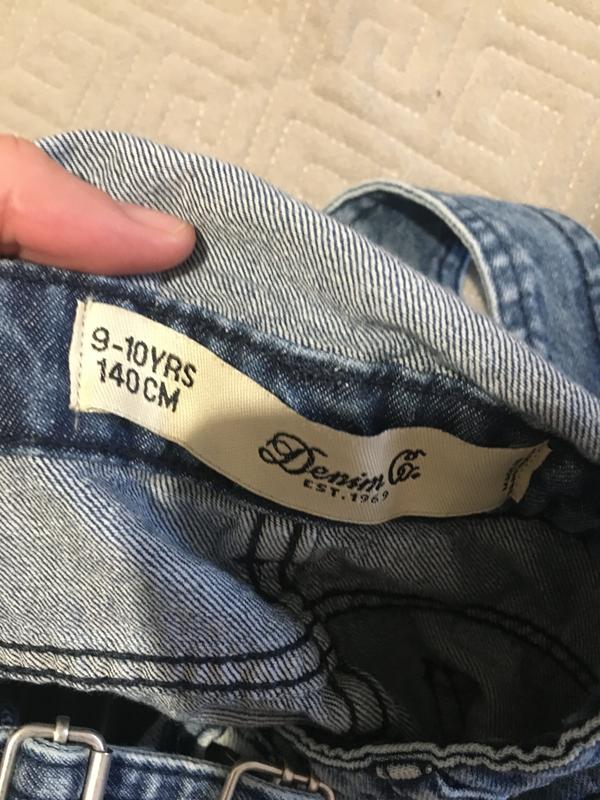 9-10YRS
140CM
Denim Co.
EST.1969